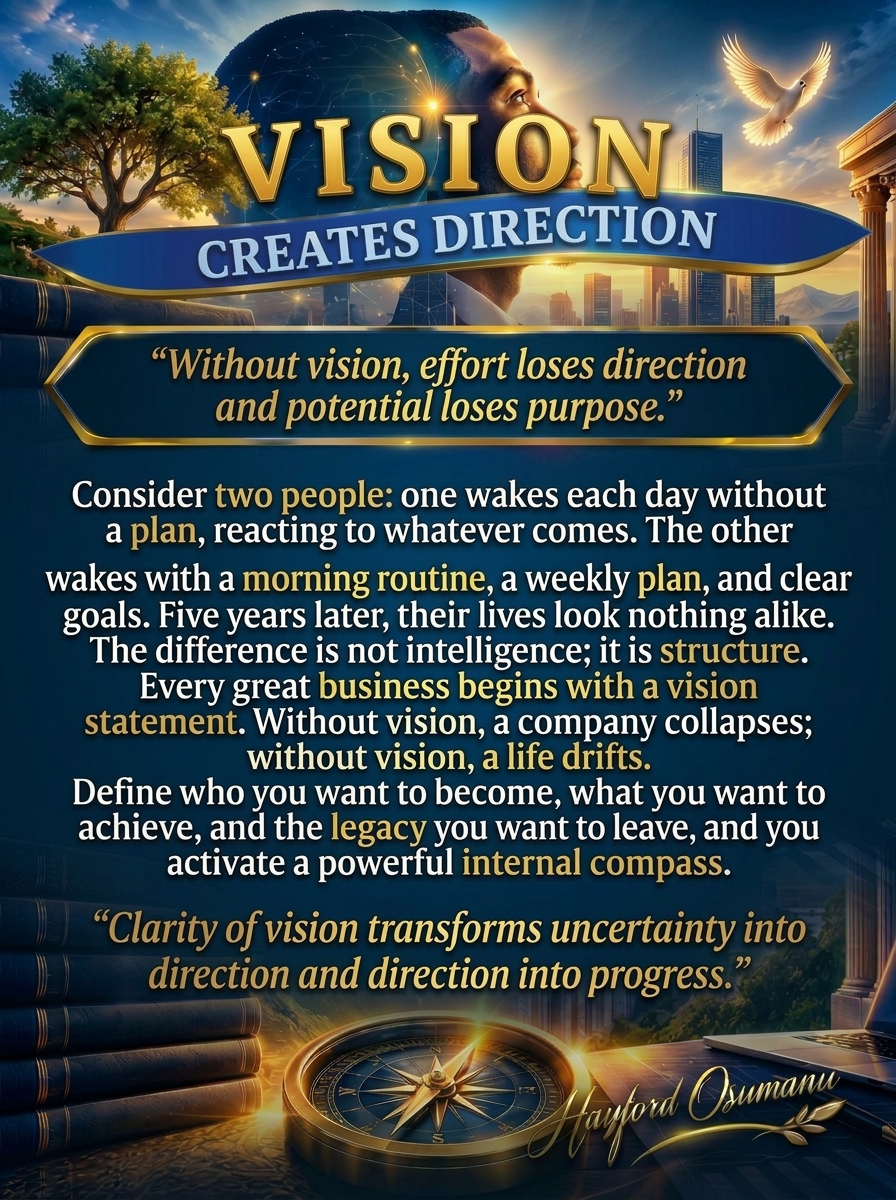 VISION
CREATES DIRECTION
“Without vision, effort loses direction
and potential loses purpose.”
Consider two people: one wakes each day without
a plan, reacting to whatever comes. The other
wakes with a morning routine, a weekly plan, and clear
goals. Five years later, their lives look nothing alike.
The difference is not intelligence; it is structure.
Every great business begins with a vision
statement. Without vision, a company collapses;
without vision, a life drifts.
Define who you want to become, what you want to
achieve, and the legacy you want to leave, and you
activate a powerful internal compass.
“Clarity of vision transforms uncertainty into
direction and direction into progress.”
S
Hayford Osumanu